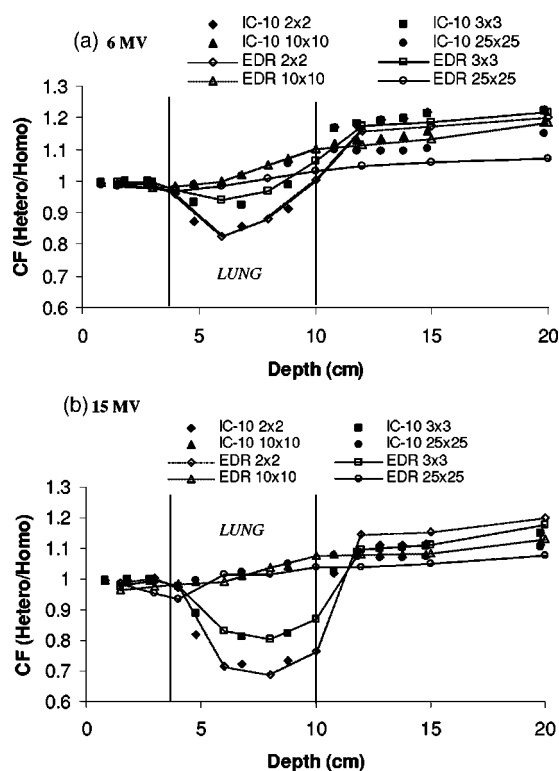 (a) 6 MV
IC-10 2x2 IC-10 3x3
IC-10 10x10 IC-10 25x25
EDR 2x2 EDR 3x3
EDR 10x10 EDR 25x25
CF (Hetero/Homo)
1.3
1.2
1.1
1
0.9
0.8
0.7
0.6
LUNG
0 5 10 15 20
Depth (cm)
(b) 15 MV
IC-10 2x2 IC-10 3x3
IC-10 10x10 IC-10 25x25
EDR 2x2 EDR 3x3
EDR 10x10 EDR 25x25
CF (Hetero/Homo)
1.3
1.2
1.1
1
0.9
0.8
0.7
0.6
LUNG
0 5 10 15 20
Depth (cm)